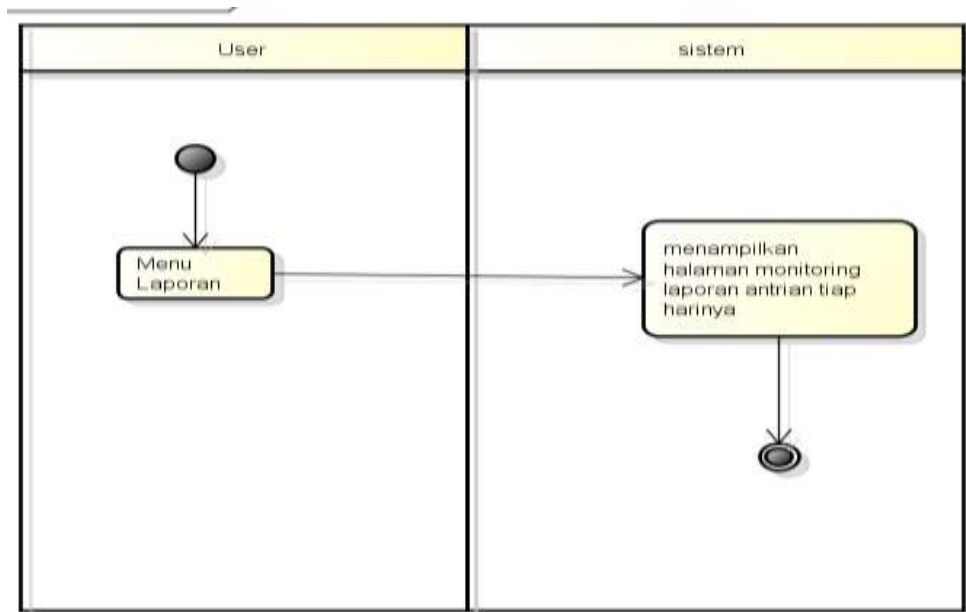 User
sistem
Menu
Laporan
menampilkan
halaman monitoring
laporan antrian tiap
harinya